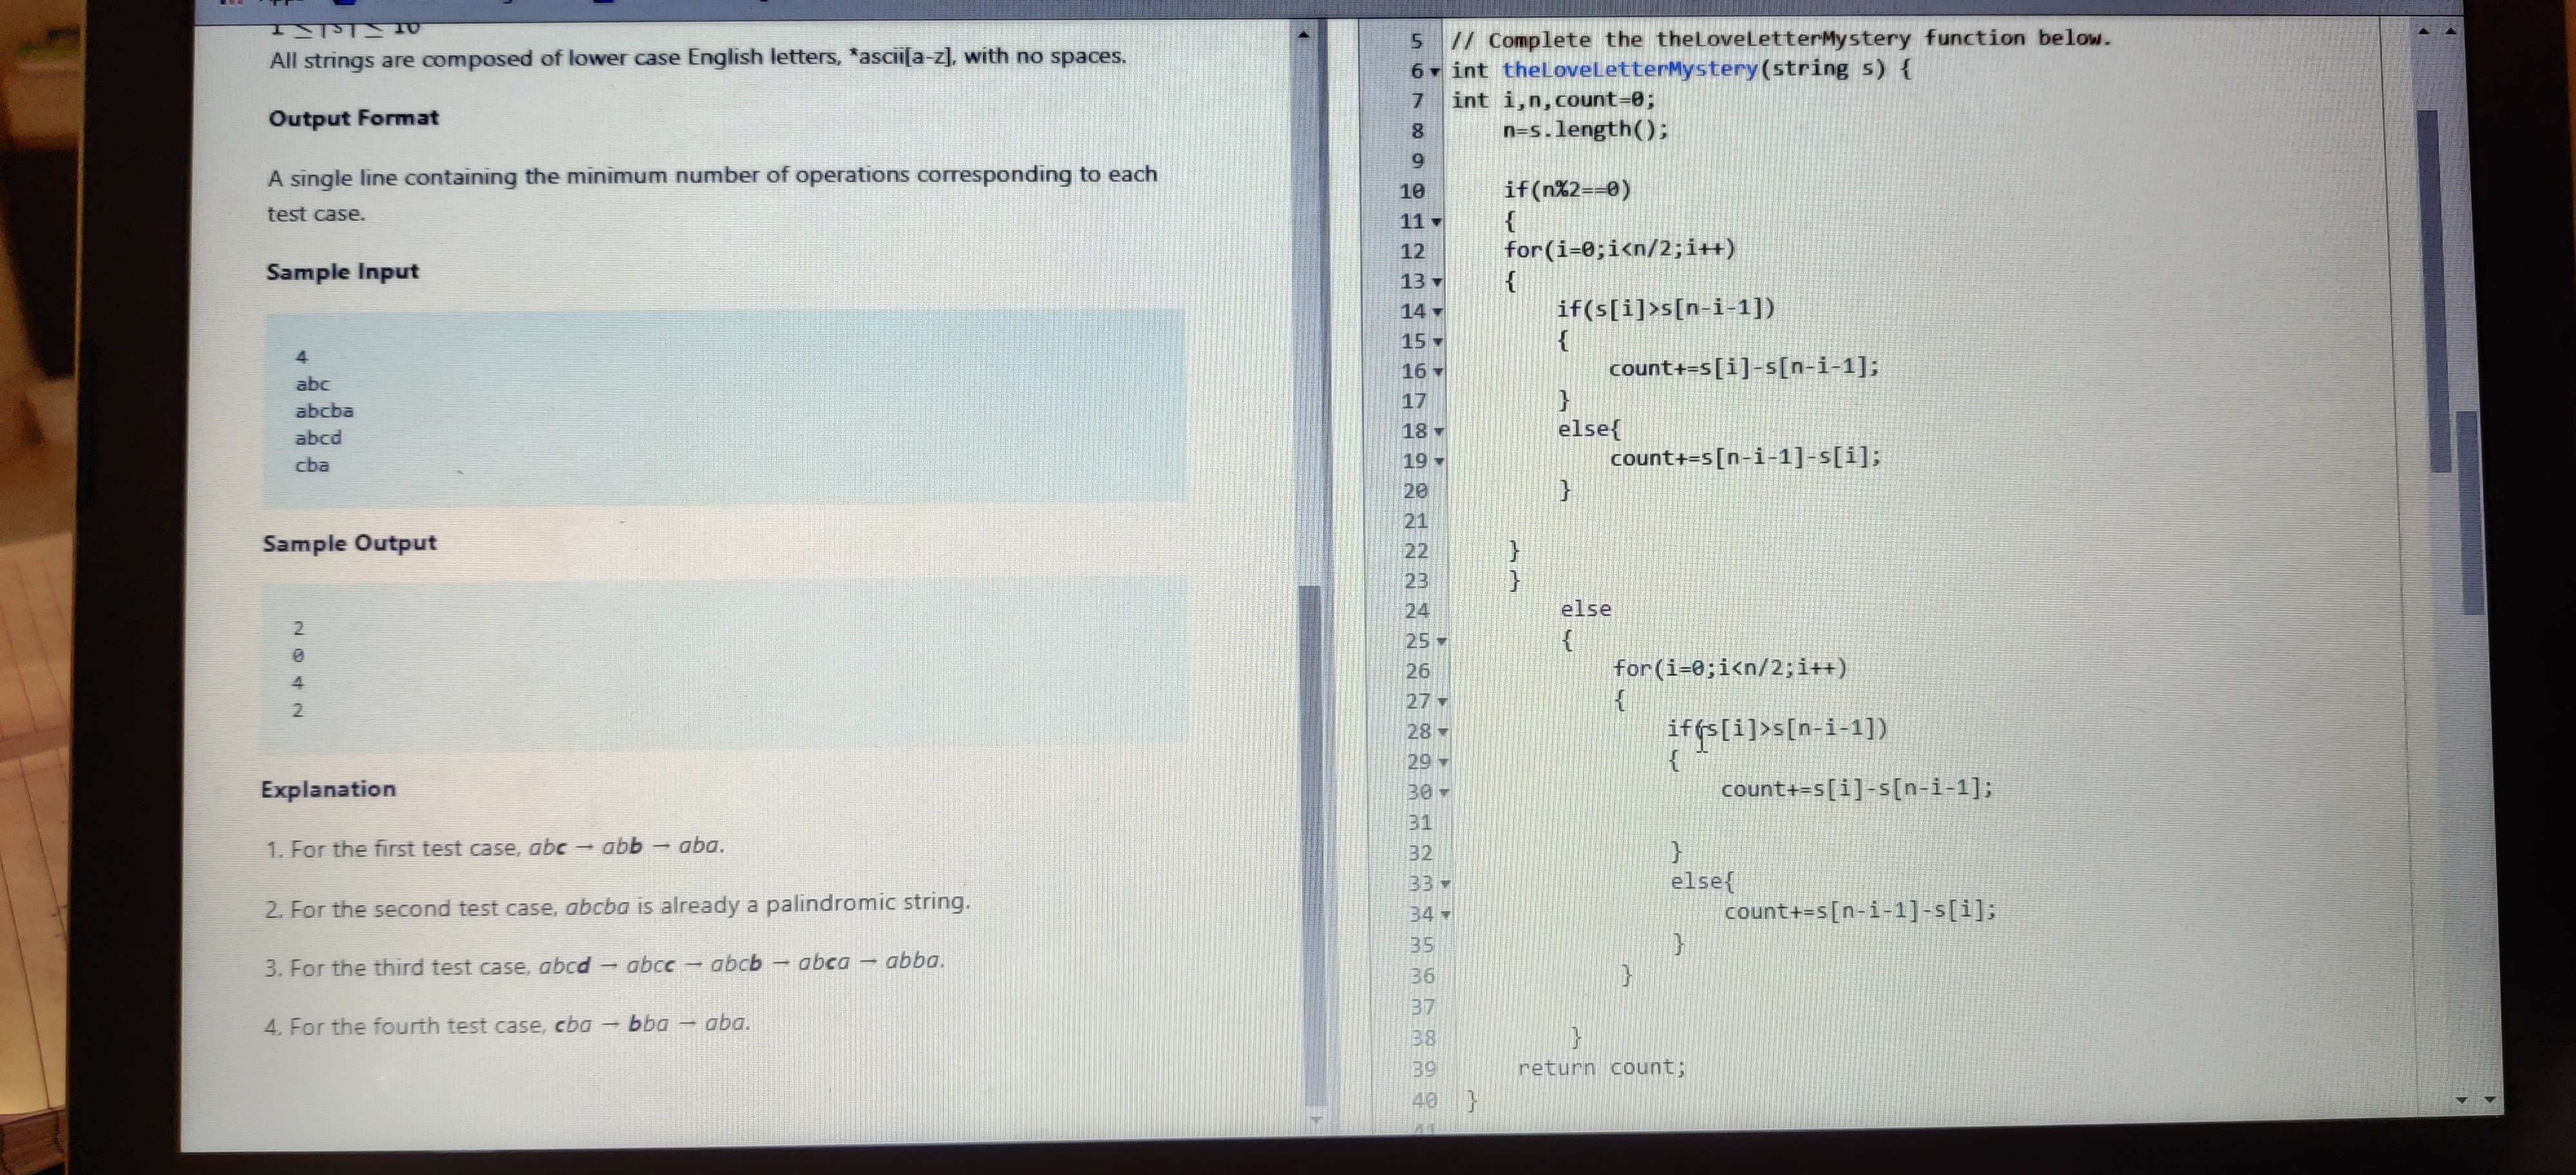 All strings are composed of lower case English letters, *ascii[a-z], with no spaces.
Output Format
A single line containing the minimum number of operations corresponding to each
test case.
Sample Input
4
abc
abcba
abcd
cba
Sample Output
2
0
4
2
Explanation
1. For the first test case, abc → abb → aba.
2. For the second test case, abcba is already a palindromic string.
3. For the third test case, abcd → abcc → abcb → abca → abba.
4. For the fourth test case, cba → bba → aba.
5 // Complete the theLoveLetterMystery function below.
6 int theLoveLetterMystery(string s) {
7 int i,n,count=0;
8 n=s.length();
9
10 if(n%2==0)
11 {
12 for(i=0;i<n/2;i++)
13 {
14 if(s[i]>s[n-i-1])
15 {
16 count+=s[i]-s[n-i-1];
17 }
18 else{
19 count+=s[n-i-1]-s[i];
20 }
21
22 }
23 }
24 else
25 {
26 for(i=0;i<n/2;i++)
27 {
28 if(s[i]>s[n-i-1])
29 {
30 count+=s[i]-s[n-i-1];
31
32 }
33 else{
34 count+=s[n-i-1]-s[i];
35 }
36 }
37
38 }
39 return count;
40 }